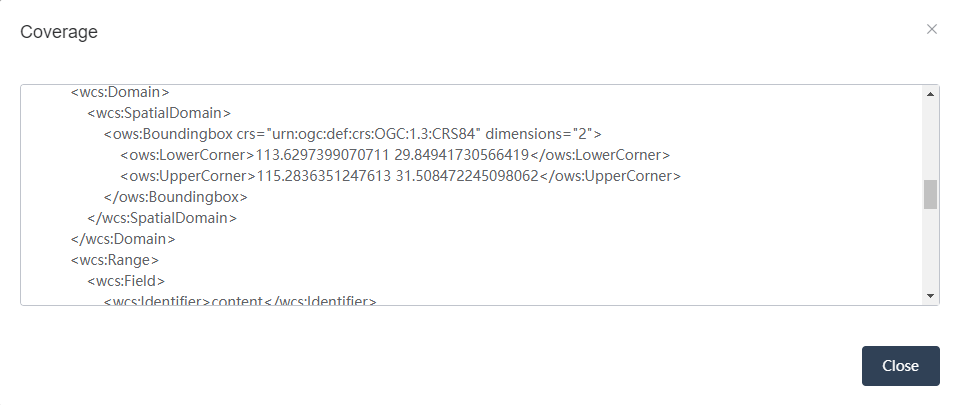 Coverage
<wcs:Domain>
<wcs:SpatialDomain>
<ows:Boundingbox crs="urn:ogc:def:crs:OGC:1.3:CRS84" dimensions="2">
<ows:LowerCorner>113.6297399070711 29.84941730566419</ows:LowerCorner>
<ows:UpperCorner>115.2836351247613 31.508472245098062</ows:UpperCorner>
</ows:Boundingbox>
</wcs:SpatialDomain>
</wcs:Domain>
<wcs:Range>
<wcs:Field>
<wcs:Identifier>content</wcs:Identifier>
Close